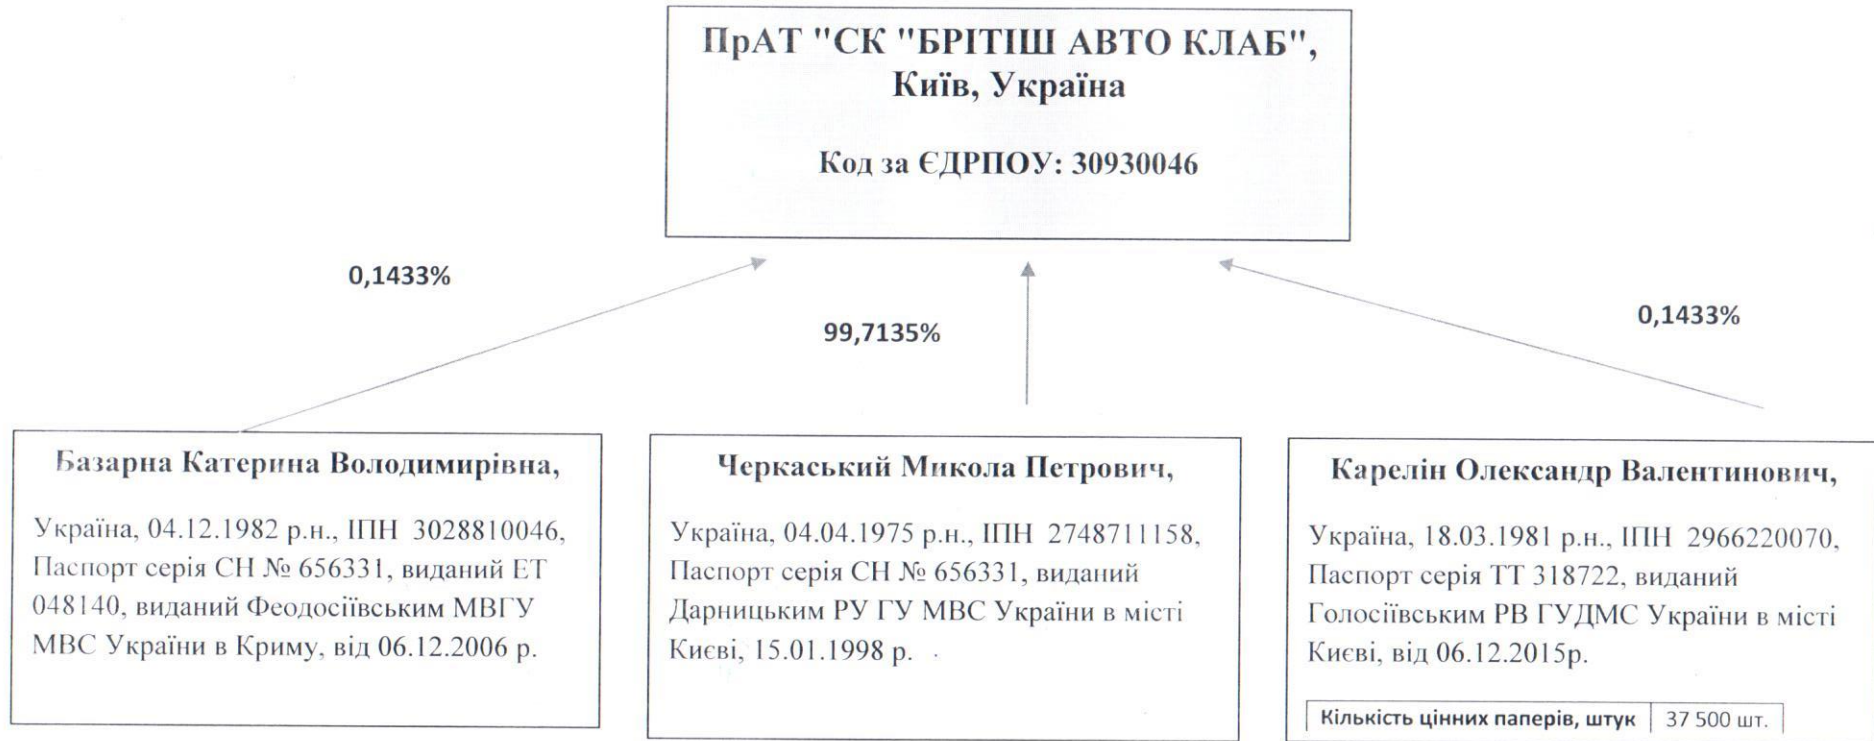 ПрАТ "СК "БРІТІШ АВТО КЛАБ",
Київ, Україна
Код за ЄДРПОУ: 30930046
0,1433%
99,7135%
0,1433%
Базарна Катерина Володимирівна,
Україна, 04.12.1982 р.н., ІПН 3028810046,
Паспорт серія СН № 656331, виданий ЕТ
048140, виданий Феодосіївським МВГУ
МВС України в Криму, від 06.12.2006 р.
Черкаський Микола Петрович,
Україна, 04.04.1975 р.н., ІПН 2748711158,
Паспорт серія СН № 656331, виданий
Дарницьким РУ ГУ МВС України в місті
Києві, 15.01.1998 р.
Карелін Олександр Валентинович,
Україна, 18.03.1981 р.н., ІПН 2966220070,
Паспорт серія ТТ 318722, виданий
Голосіївським РВ ГУДМС України в місті
Києві, від 06.12.2015р.
Кількість цінних паперів, штук 37 500 шт.